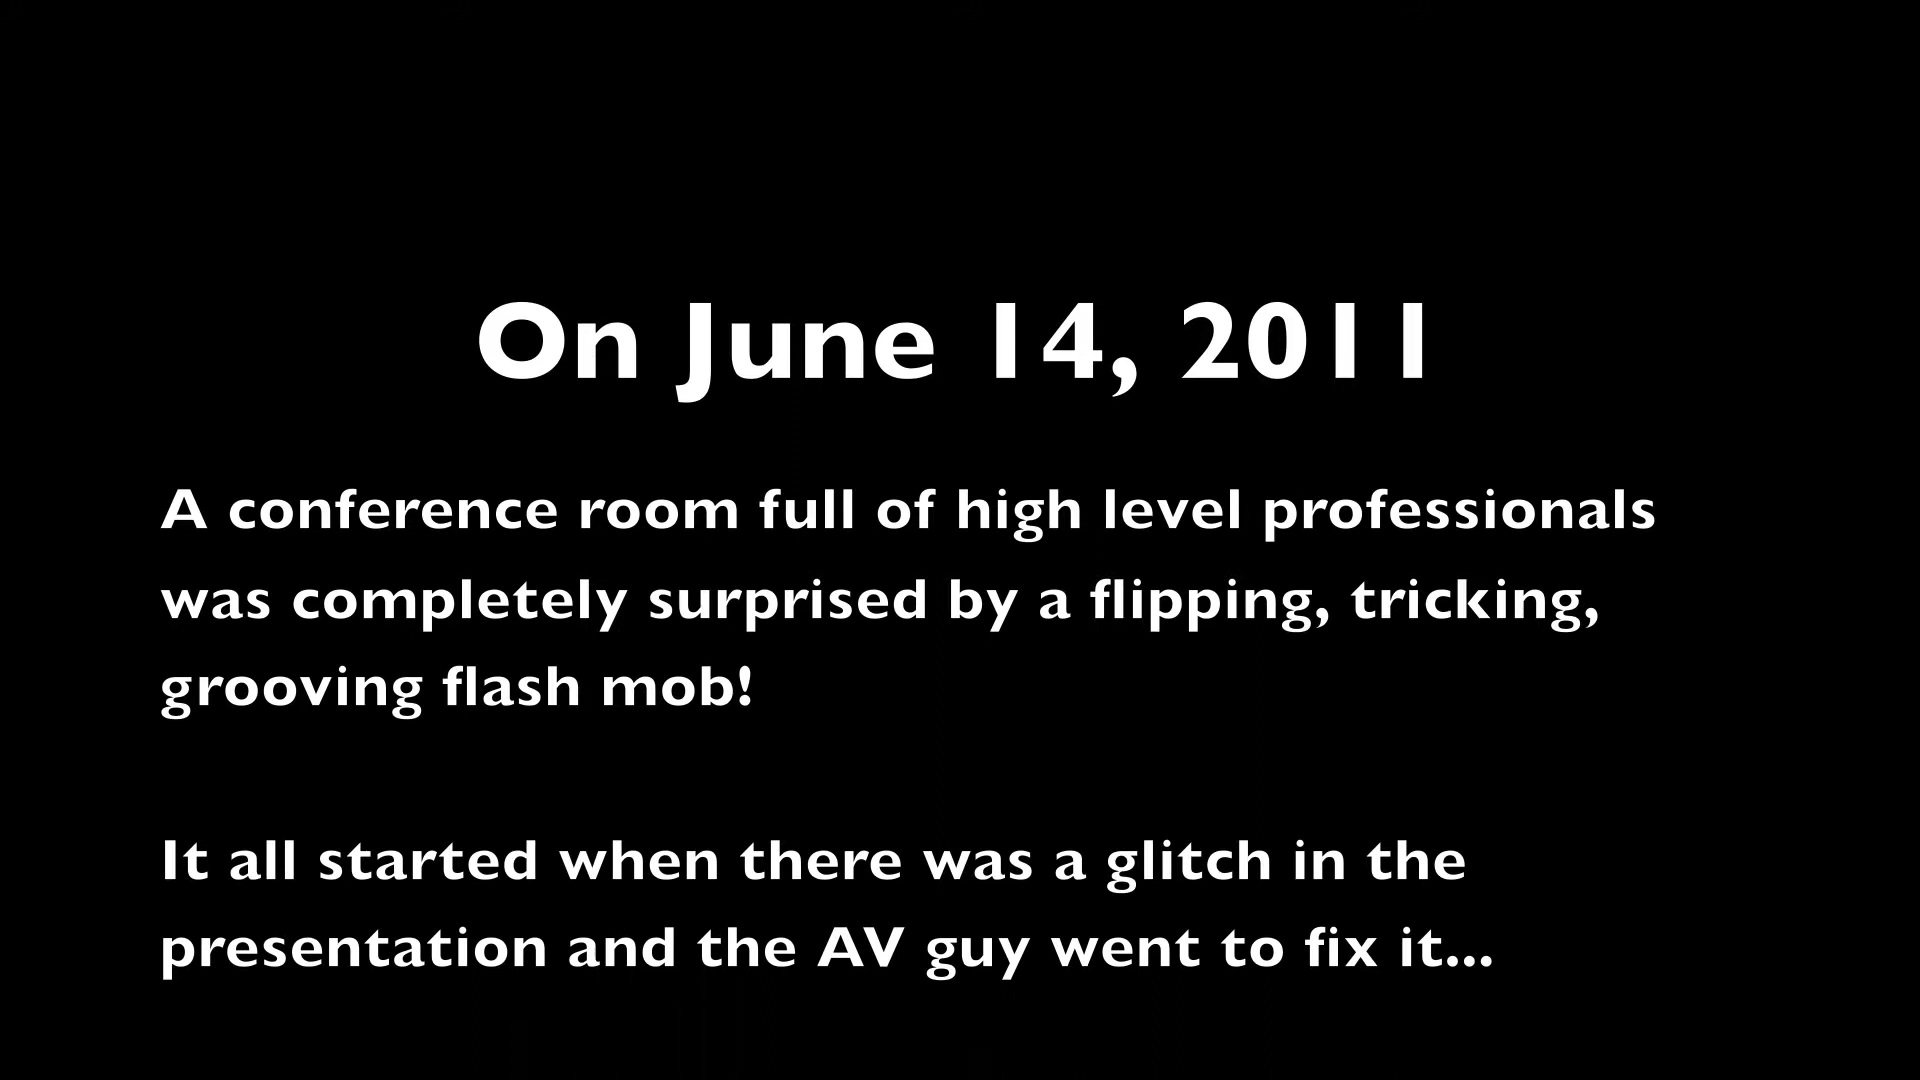 On June 14, 2011
A conference room full of high level professionals
was completely surprised by a flipping, tricking,
grooving flash mob!
It all started when there was a glitch in the
presentation and the AV guy went to fix it...